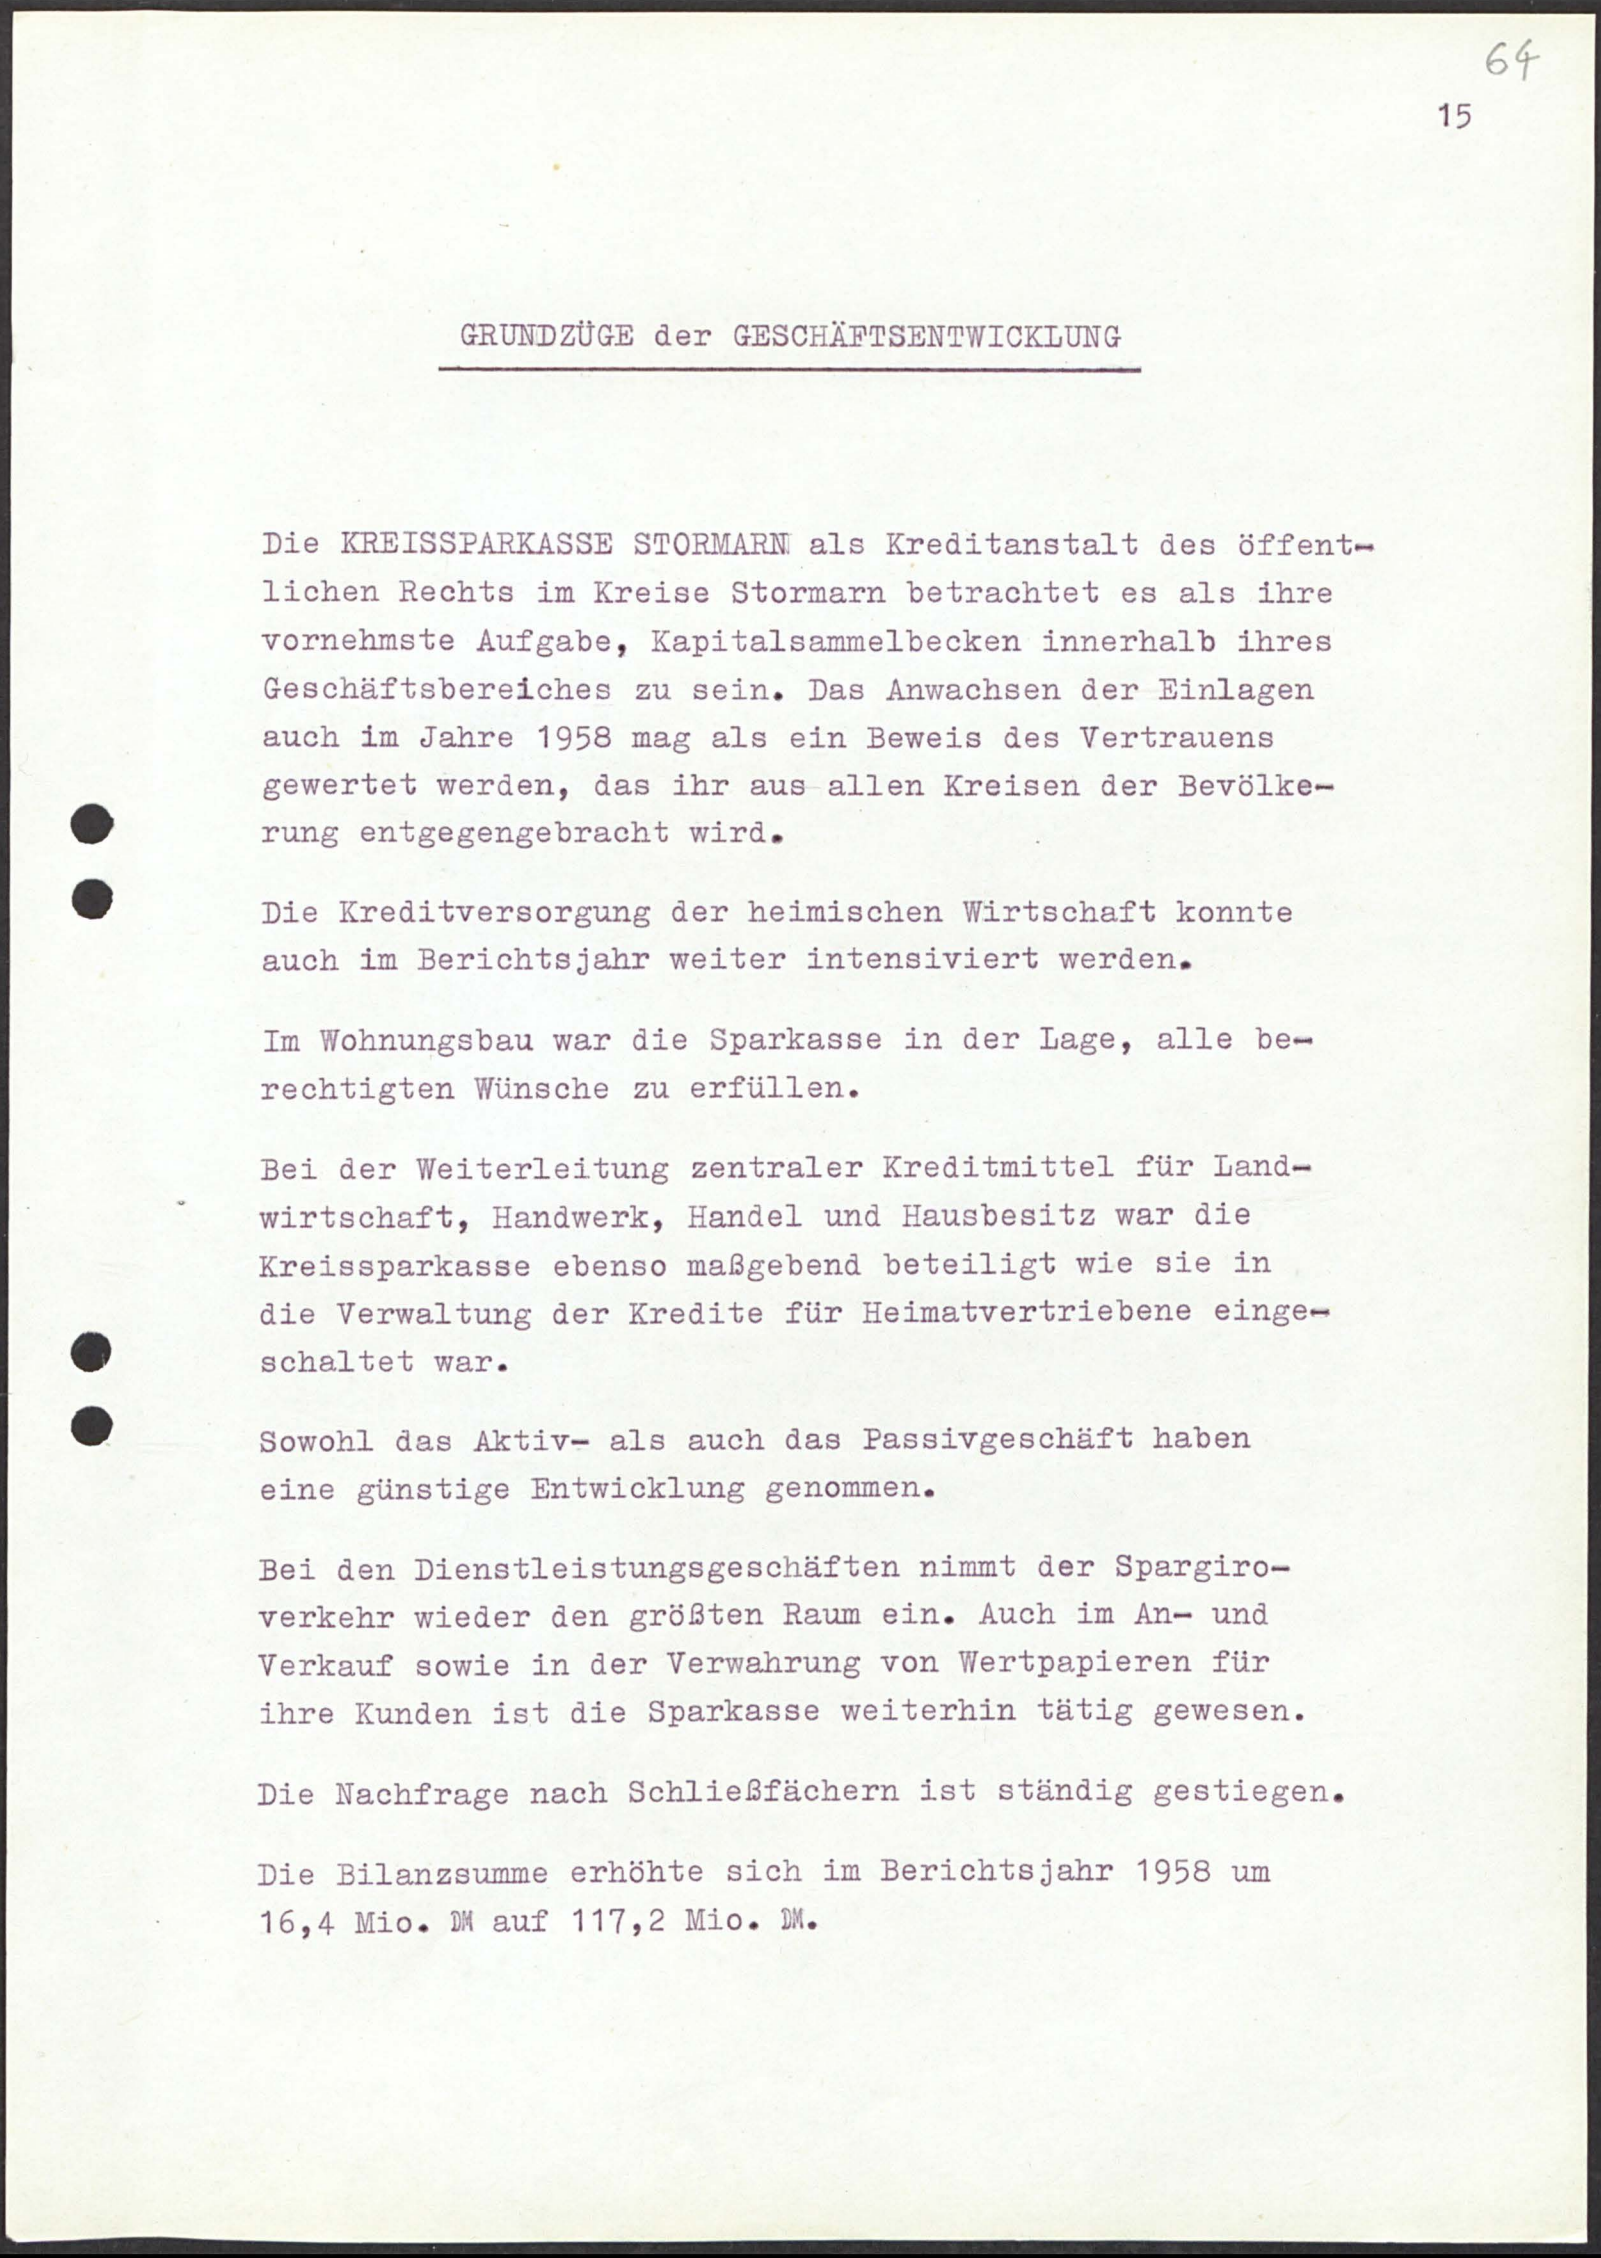 64
15
GRUNDZÜGE der GESCHÄFTSENTWICKLUNG
Die KREISSPARKASSE STORMARN als Kreditanstalt des öffent-
lichen Rechts im Kreise Stormarn betrachtet es als ihre
vornehmste Aufgabe, Kapitalsammelbecken innerhalb ihres
Geschäftsbereiches zu sein. Das Anwachsen der Einlagen
auch im Jahre 1958 mag als ein Beweis des Vertrauens
gewertet werden, das ihr aus allen Kreisen der Bevölke-
rung entgegengebracht wird.
Die Kreditversorgung der heimischen Wirtschaft konnte
auch im Berichtsjahr weiter intensiviert werden.
Im Wohnungsbau war die Sparkasse in der Lage, alle be-
rechtigten Wünsche zu erfüllen.
Bei der Weiterleitung zentraler Kreditmittel für Land-
wirtschaft, Handwerk, Handel und Hausbesitz war die
Kreissparkasse ebenso maßgebend beteiligt wie sie in
die Verwaltung der Kredite für Heimatvertriebene einge-
schaltet war.
Sowohl das Aktiv- als auch das Passivgeschäft haben
eine günstige Entwicklung genommen.
Bei den Dienstleistungsgeschäften nimmt der Spargiro-
verkehr wieder den größten Raum ein. Auch im An- und
Verkauf sowie in der Verwahrung von Wertpapieren für
ihre Kunden ist die Sparkasse weiterhin tätig gewesen.
Die Nachfrage nach Schließfächern ist ständig gestiegen.
Die Bilanzsumme erhöhte sich im Berichtsjahr 1958 um
16,4 Mio. DM auf 117,2 Mio. DM.